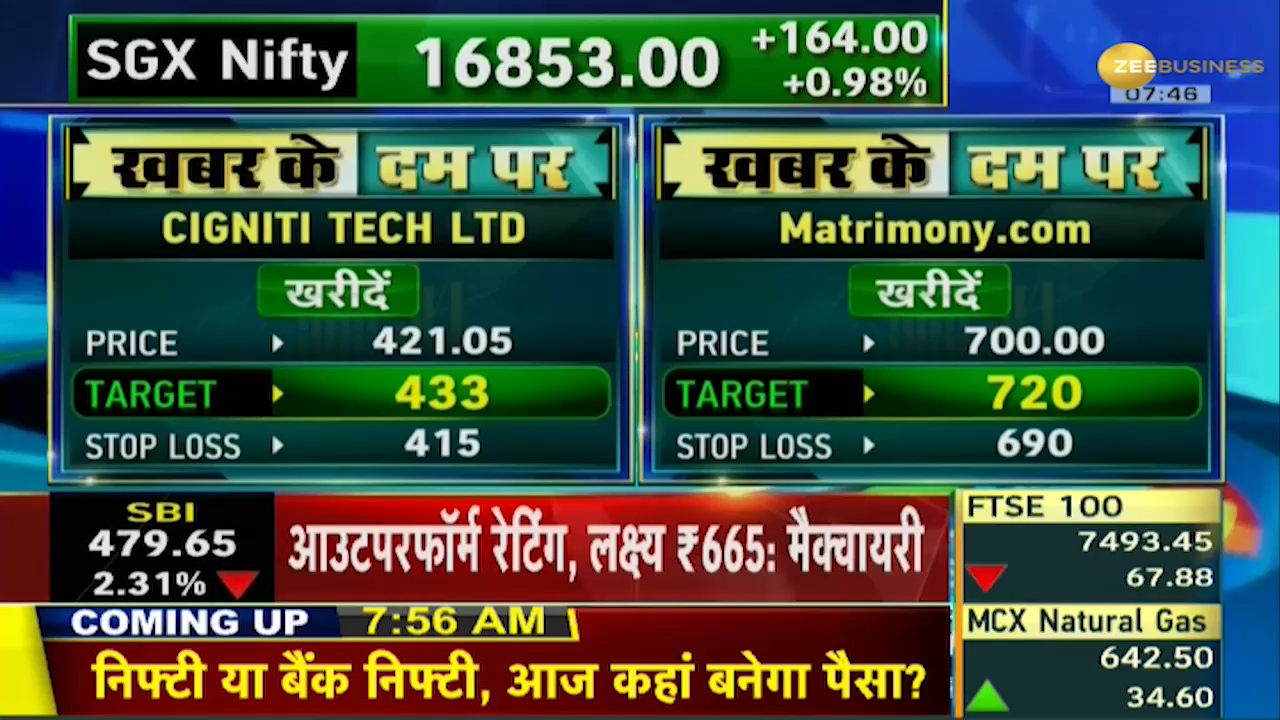 SGX Nifty 16853.00 +164.00
+0.98%
ZEEBUSINESS
07:46
खबर के दम पर
CIGNITI TECH LTD
खरीदें
PRICE 421.05
TARGET 433
STOP LOSS 415
खबर के दम पर
Matrimony.com
खरीदें
PRICE 700.00
TARGET 720
STOP LOSS 690
SBI
479.65
2.31%
आउटपरफॉर्म रेटिंग, लक्ष्य ₹665: मैक्वायरी
FTSE 100
7493.45
67.88
COMING UP 7:56 AM
निफ्टी या बैंक निफ्टी, आज कहां बनेगा पैसा?
MCX Natural Gas
642.50
34.60